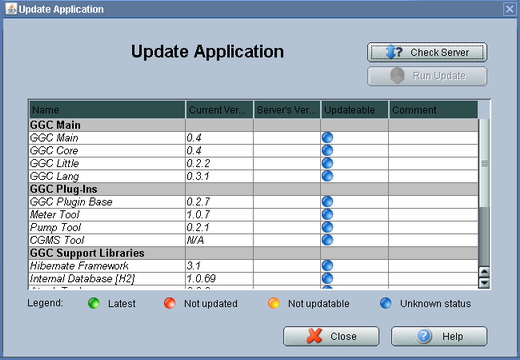 Update Application
Update Application
Check Server
Run Update
Name Current Ver... Server's Ver... Updateable Comment
GGC Main
GGC Main 0.4
GGC Core 0.4
GGC Little 0.2.2
GGC Lang 0.3.1
GGC Plug-Ins
GGC Plugin Base 0.2.7
Meter Tool 1.0.7
Pump Tool 0.2.1
CGMS Tool N/A
GGC Support Libraries
Hibernate Framework 3.1
Internal Database [H2] 1.0.69
Legend: Latest Not updated Not updatable Unknown status
Close Help